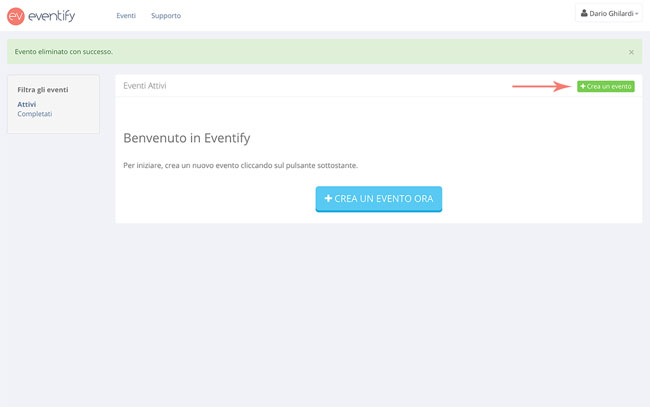 ev eventify
Eventi Supporto
Dario Ghilardi
Evento eliminato con successo. ×
Filtra gli eventi
Attivi
Completati
Eventi Attivi
+ Crea un evento
Benvenuto in Eventify
Per iniziare, crea un nuovo evento cliccando sul pulsante sottostante.
+ CREA UN EVENTO ORA